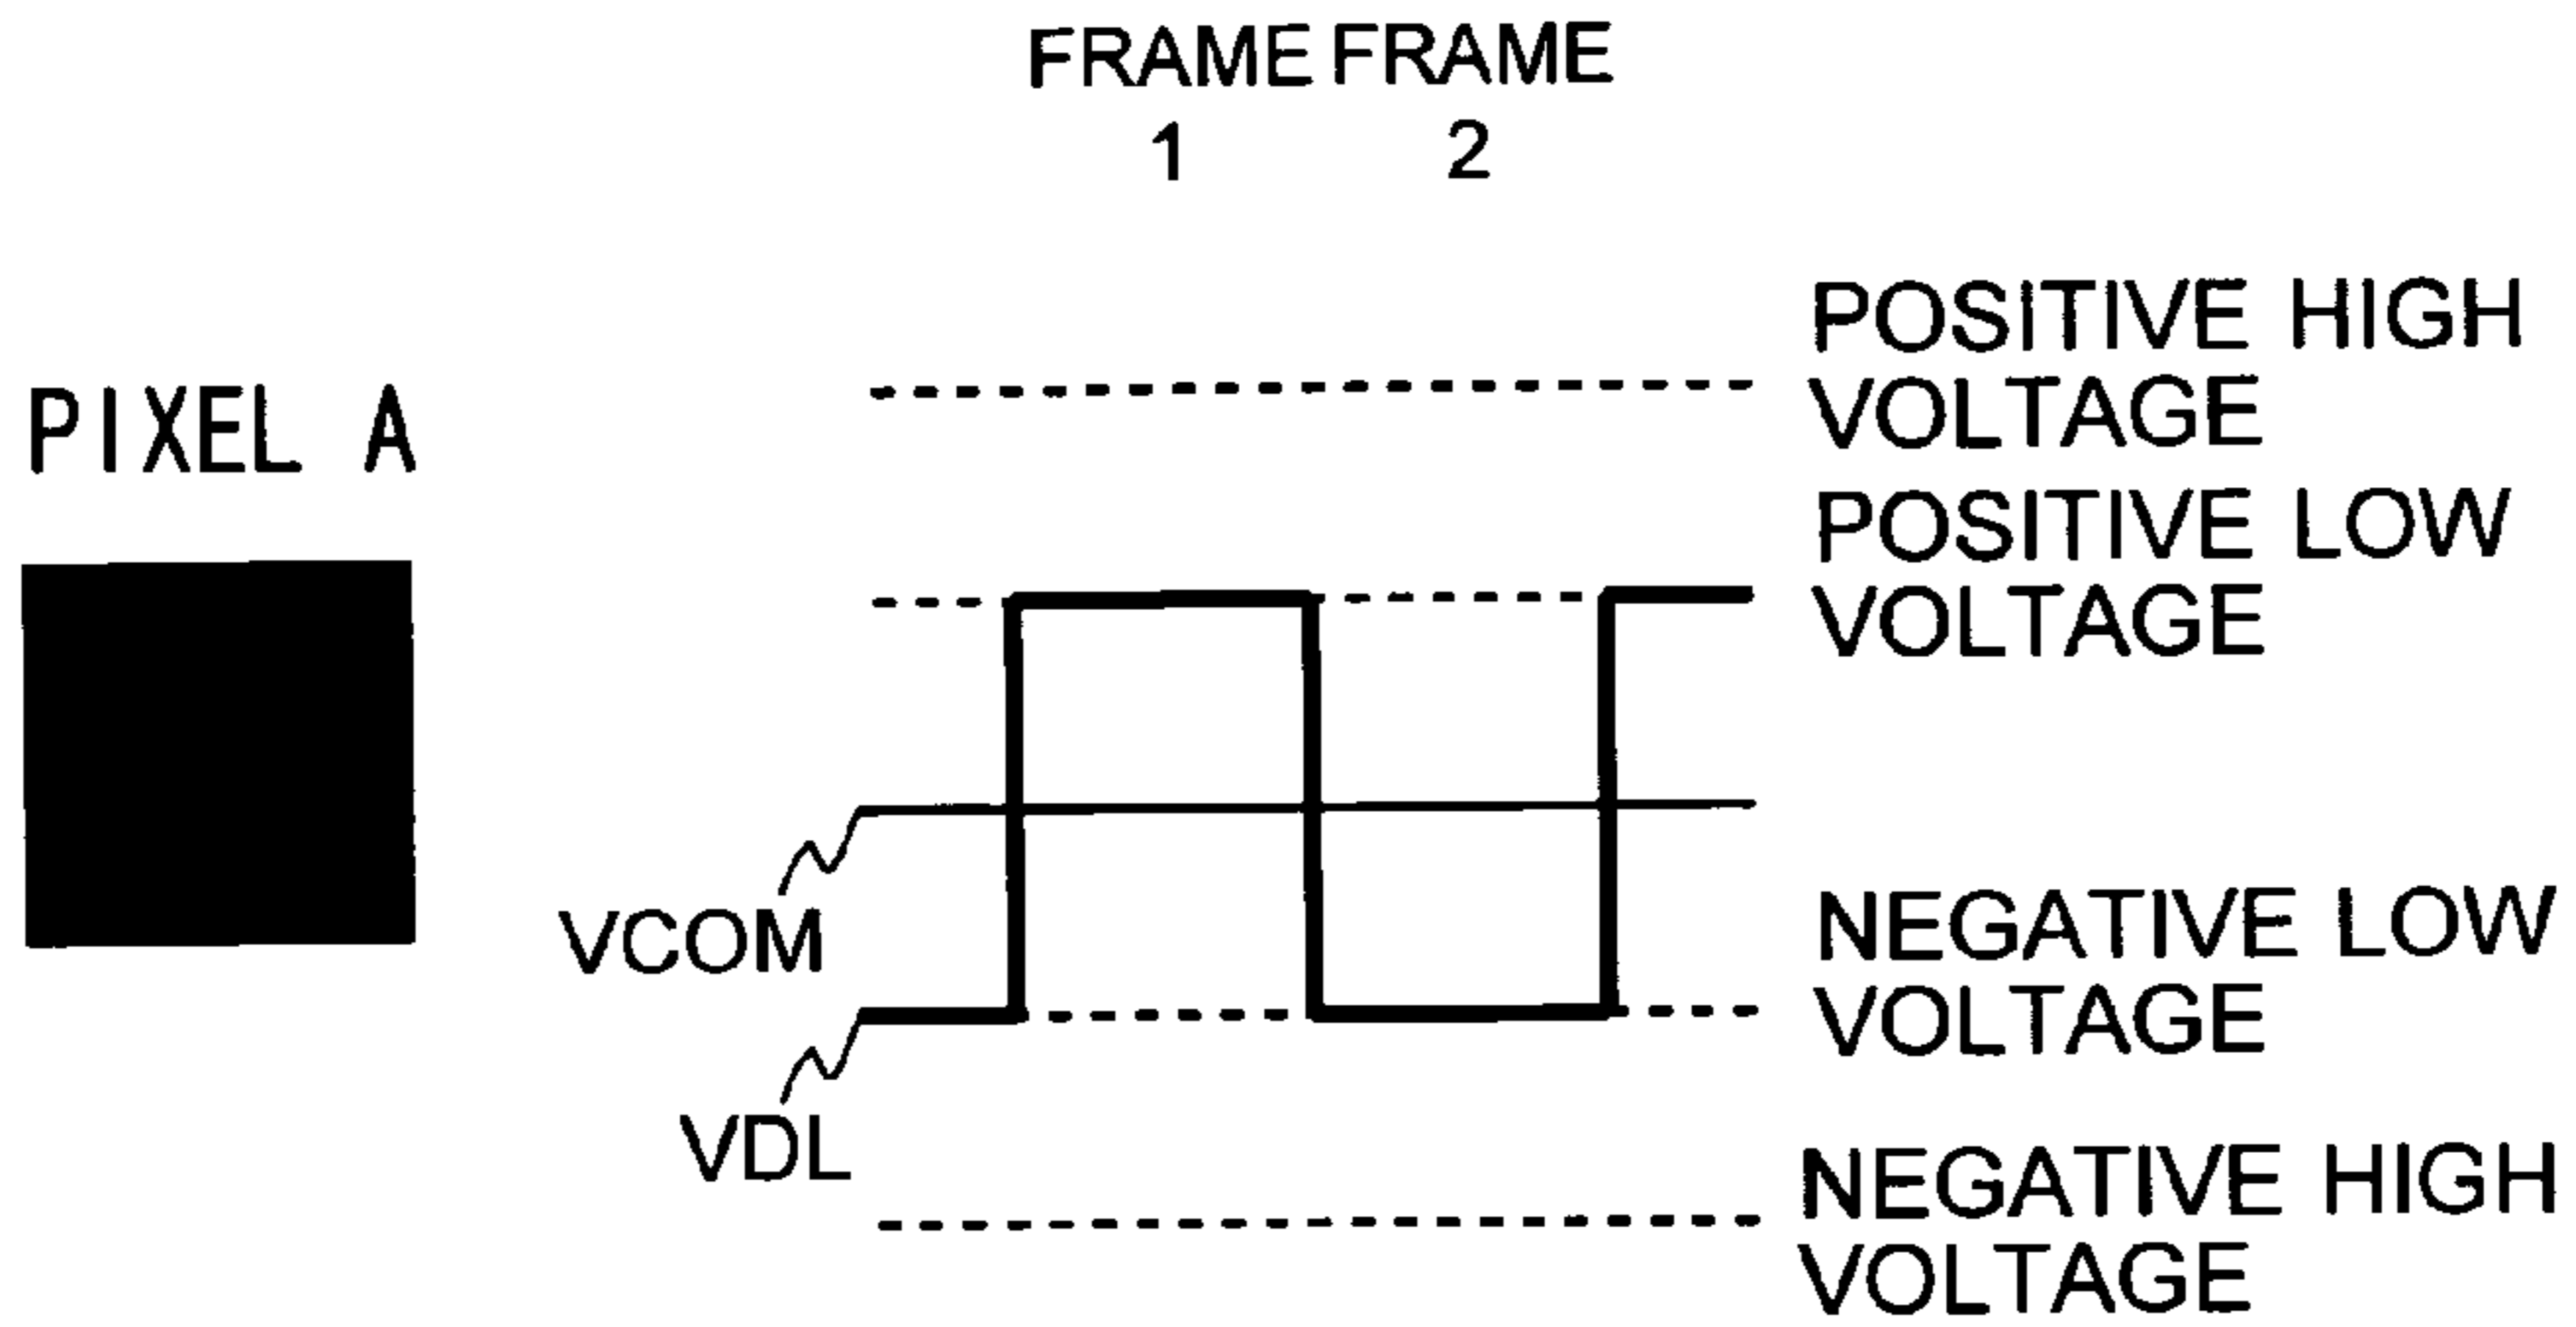 FRAME FRAME
1 2
POSITIVE HIGH
VOLTAGE
PIXEL A
POSITIVE LOW
VOLTAGE
VCOM
NEGATIVE LOW
VOLTAGE
VDL
NEGATIVE HIGH
VOLTAGE